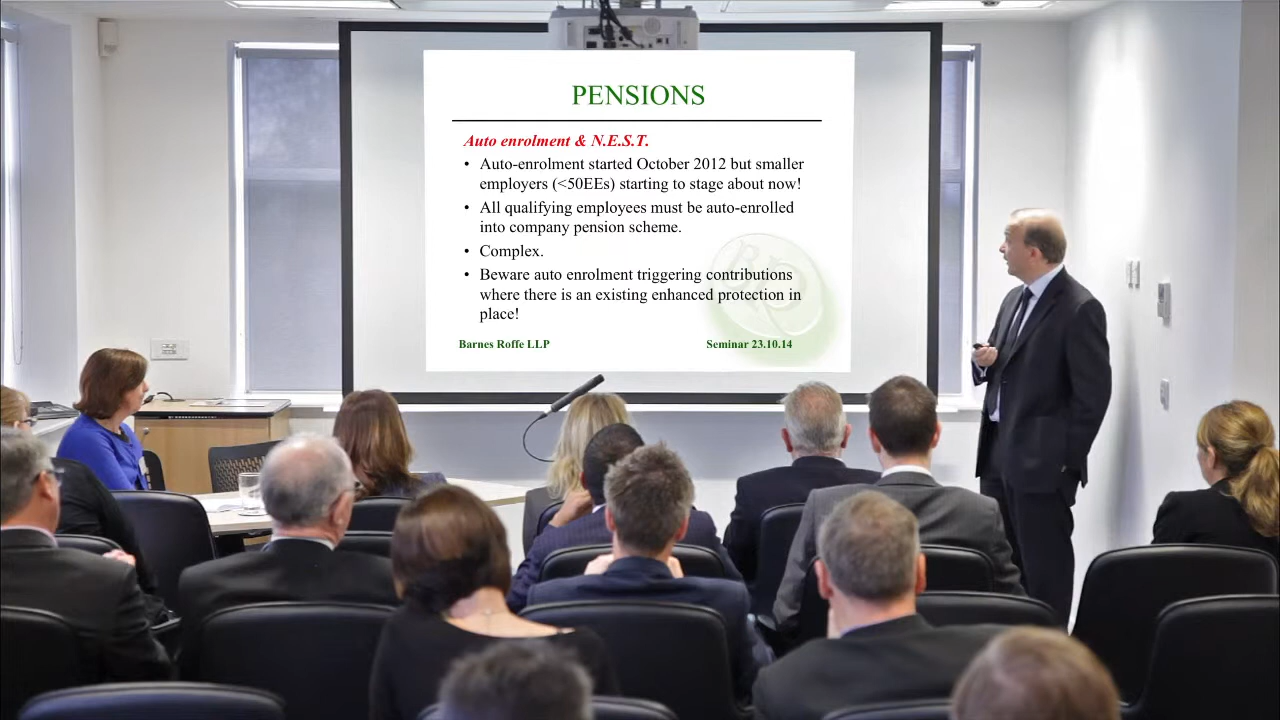 PENSIONS
Auto enrolment & N.E.S.T.
• Auto-enrolment started October 2012 but smaller
employers (<50EEs) starting to stage about now!
• All qualifying employees must be auto-enrolled
into company pension scheme.
• Complex.
• Beware auto enrolment triggering contributions
where there is an existing enhanced protection in
place!
Barnes Roffe LLP Seminar 23.10.14